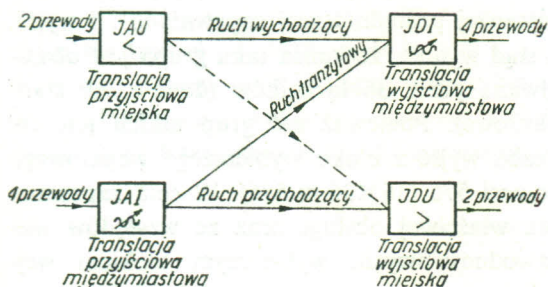 2 przewody
JAU
<
Translacja
przyjściowa
miejska
Ruch wychodzący
Ruch tranzytowy
JDI
4 przewody
Translacja
wyjściowa
międzymiastowa
4 przewody
JAI
Translacja
przyjściowa
międzymiastowa
Ruch przychodzący
JDU
>
2 przewody
Translacja
wyjściowa
miejska